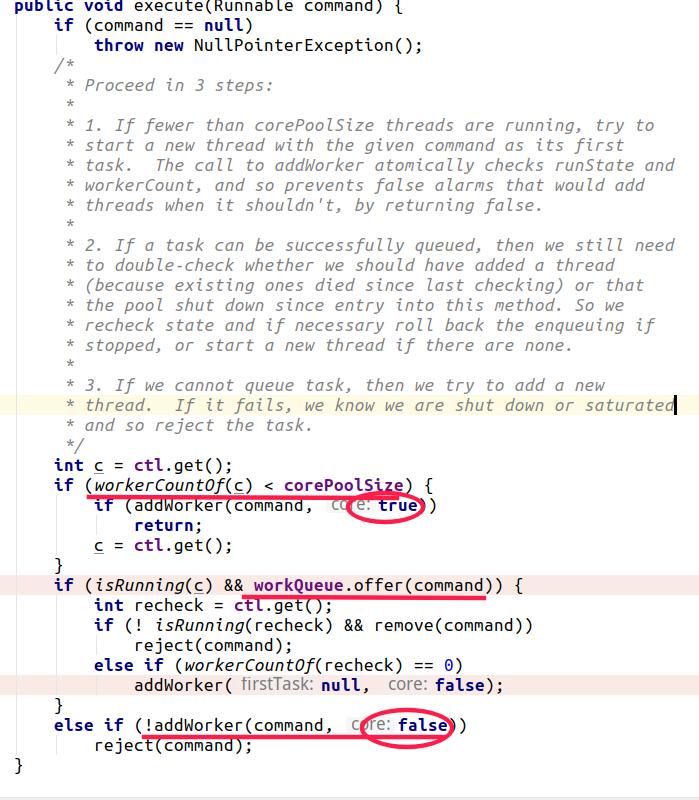 public void execute(Runnable command) {
if (command == null)
throw new NullPointerException();
/*
* Proceed in 3 steps:
*
* 1. If fewer than corePoolSize threads are running, try to
* start a new thread with the given command as its first
* task.  The call to addWorker atomically checks runState and
* workerCount, and so prevents false alarms that would add
* threads when it shouldn't, by returning false.
*
* 2. If a task can be successfully queued, then we still need
* to double-check whether we should have added a thread
* (because existing ones died since last checking) or that
* the pool shut down since entry into this method. So we
* recheck state and if necessary roll back the enqueuing if
* stopped, or start a new thread if there are none.
*
* 3. If we cannot queue task, then we try to add a new
* thread.  If it fails, we know we are shut down or saturated
* and so reject the task.
*/
int c = ctl.get();
if (workerCountOf(c) < corePoolSize) {
if (addWorker(command, core: true))
return;
c = ctl.get();
}
if (isRunning(c) && workQueue.offer(command)) {
int recheck = ctl.get();
if (! isRunning(recheck) && remove(command))
reject(command);
else if (workerCountOf(recheck) == 0)
addWorker( firstTask: null, core: false);
}
else if (!addWorker(command, core: false))
reject(command);
}